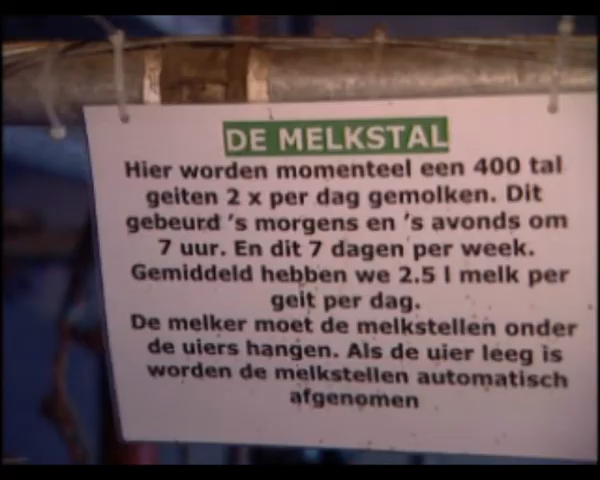 DE MELKSTAL
Hier worden momenteel een 400 tal
geiten 2 x per dag gemolken. Dit
gebeurd 's morgens en 's avonds om
7 uur. En dit 7 dagen per week.
Gemiddeld hebben we 2.5 l melk per
geit per dag.
De melker moet de melkstellen onder
de uiers hangen. Als de uier leeg is
worden de melkstellen automatisch
afgenomen